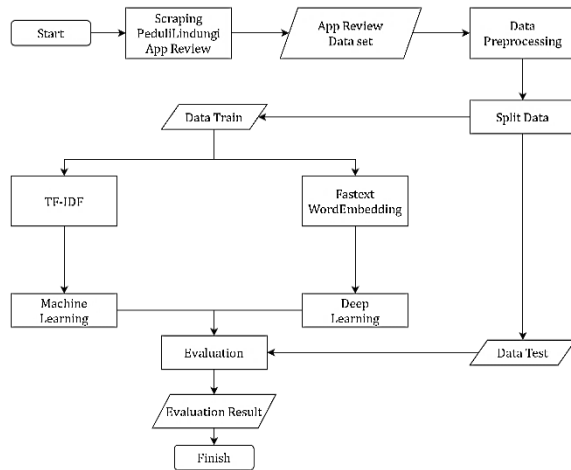 Start
Scraping
PeduliLindungi
App Review
App Review
Data set
Data
Preprocessing
Data Train
Split Data
TF-IDF
Fastext
WordEmbedding
Machine
Learning
Deep
Learning
Evaluation
Data Test
Evaluation Result
Finish